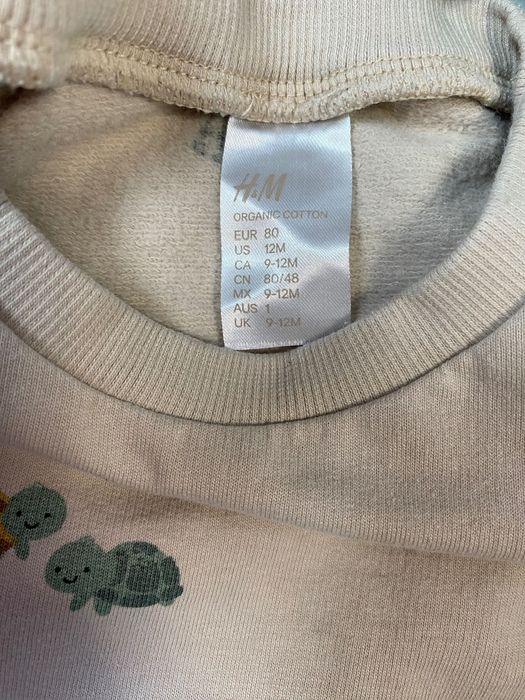 H&M
ORGANIC COTTON
EUR 80
US 12M
CA 9-12M
CN 80/48
MX 9-12M
AUS 1
UK 9-12M